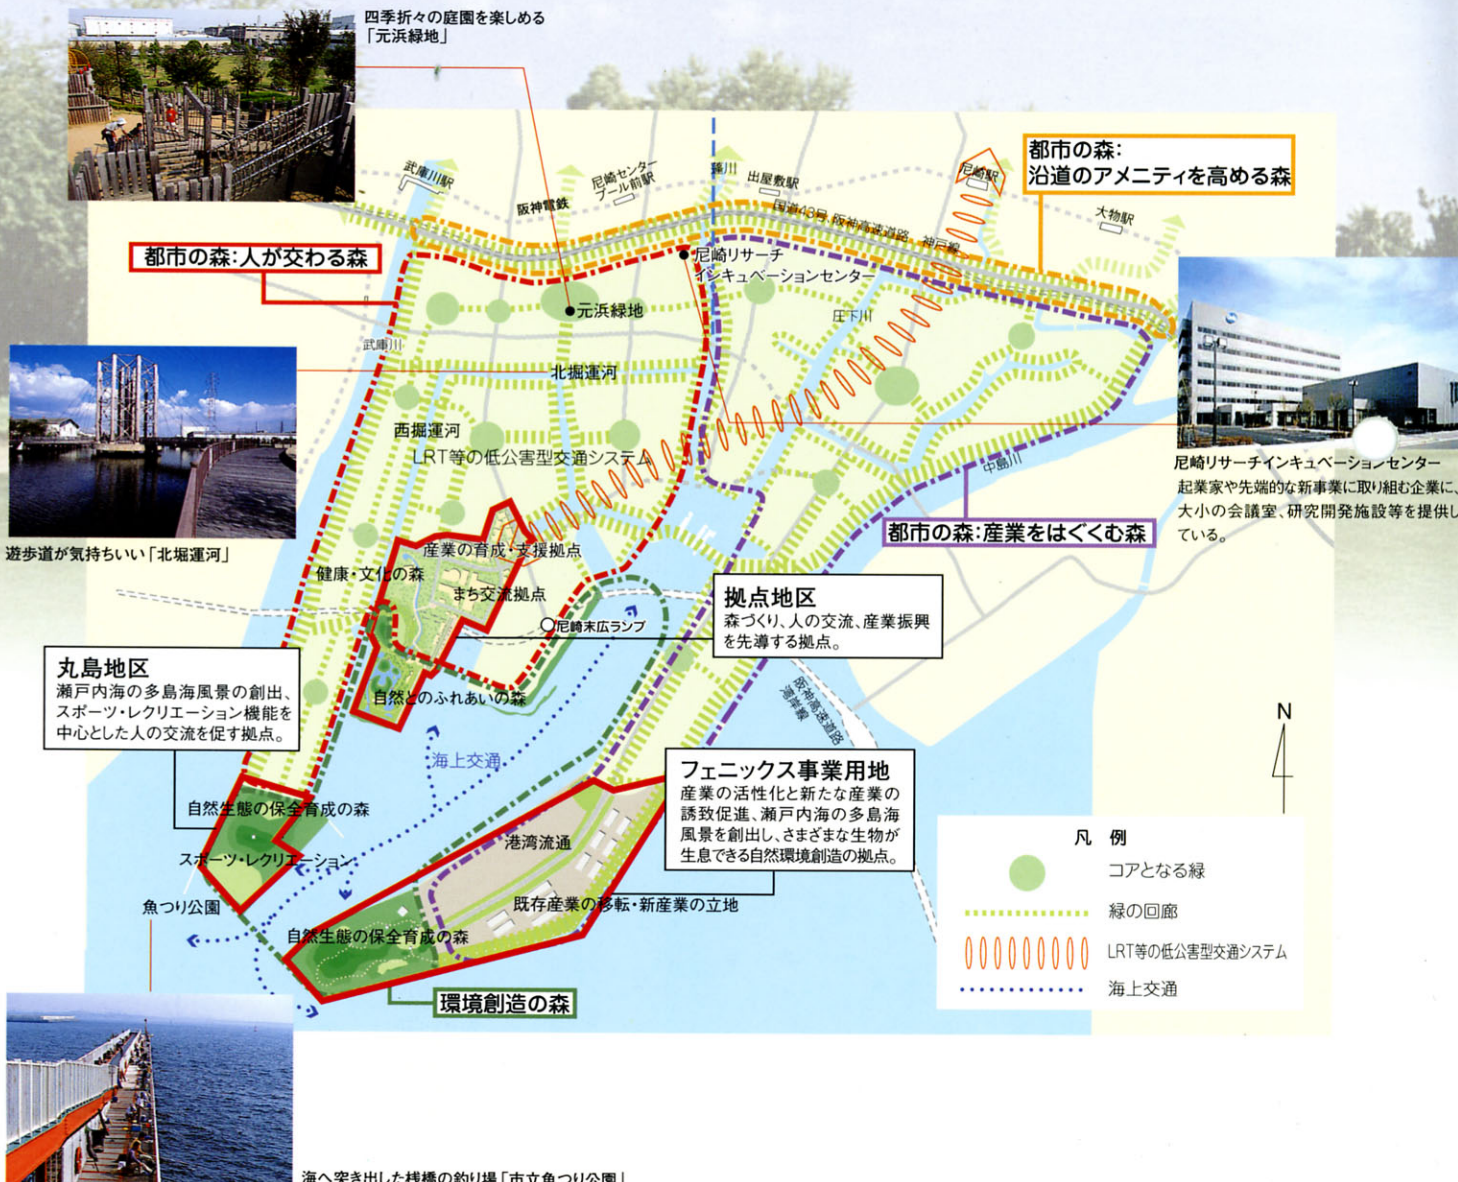 四季折々の庭園を楽しめる
「元浜緑地」
武庫川駅
阪神電鉄
尼崎センター
プール前駅
蓬川
出屋敷駅
国道43号、阪神高速道路 神戸線
尼崎駅
大物駅
都市の森：
沿道のアメニティを高める森
都市の森：人が交わる森
尼崎リサーチ
インキュベーションセンター
元浜緑地
庄下川
武庫川
北堀運河
西堀運河
LRT等の低公害型交通システム
中島川
尼崎リサーチインキュベーションセンター
起業家や先端的な新事業に取り組む企業に、
大小の会議室、研究開発施設等を提供し
ている。
都市の森：産業をはぐくむ森
遊歩道が気持ちいい「北堀運河」
産業の育成・支援拠点
健康・文化の森
まち交流拠点
尼崎末広ランプ
拠点地区
森づくり、人の交流、産業振興
を先導する拠点。
丸島地区
瀬戸内海の多島海風景の創出、
スポーツ・レクリエーション機能を
中心とした人の交流を促す拠点。
自然とのふれあいの森
阪神高速道路
湾岸線
海上交通
フェニックス事業用地
産業の活性化と新たな産業の
誘致促進、瀬戸内海の多島海
風景を創出し、さまざまな生物が
生息できる自然環境創造の拠点。
自然生態の保全育成の森
スポーツ・レクリエーション
港湾流通
既存産業の移転・新産業の立地
魚つり公園
自然生態の保全育成の森
環境創造の森
N
凡 例
コアとなる緑
緑の回廊
LRT等の低公害型交通システム
海上交通
海へ突き出した桟橋の釣り場「市立魚つり公園」